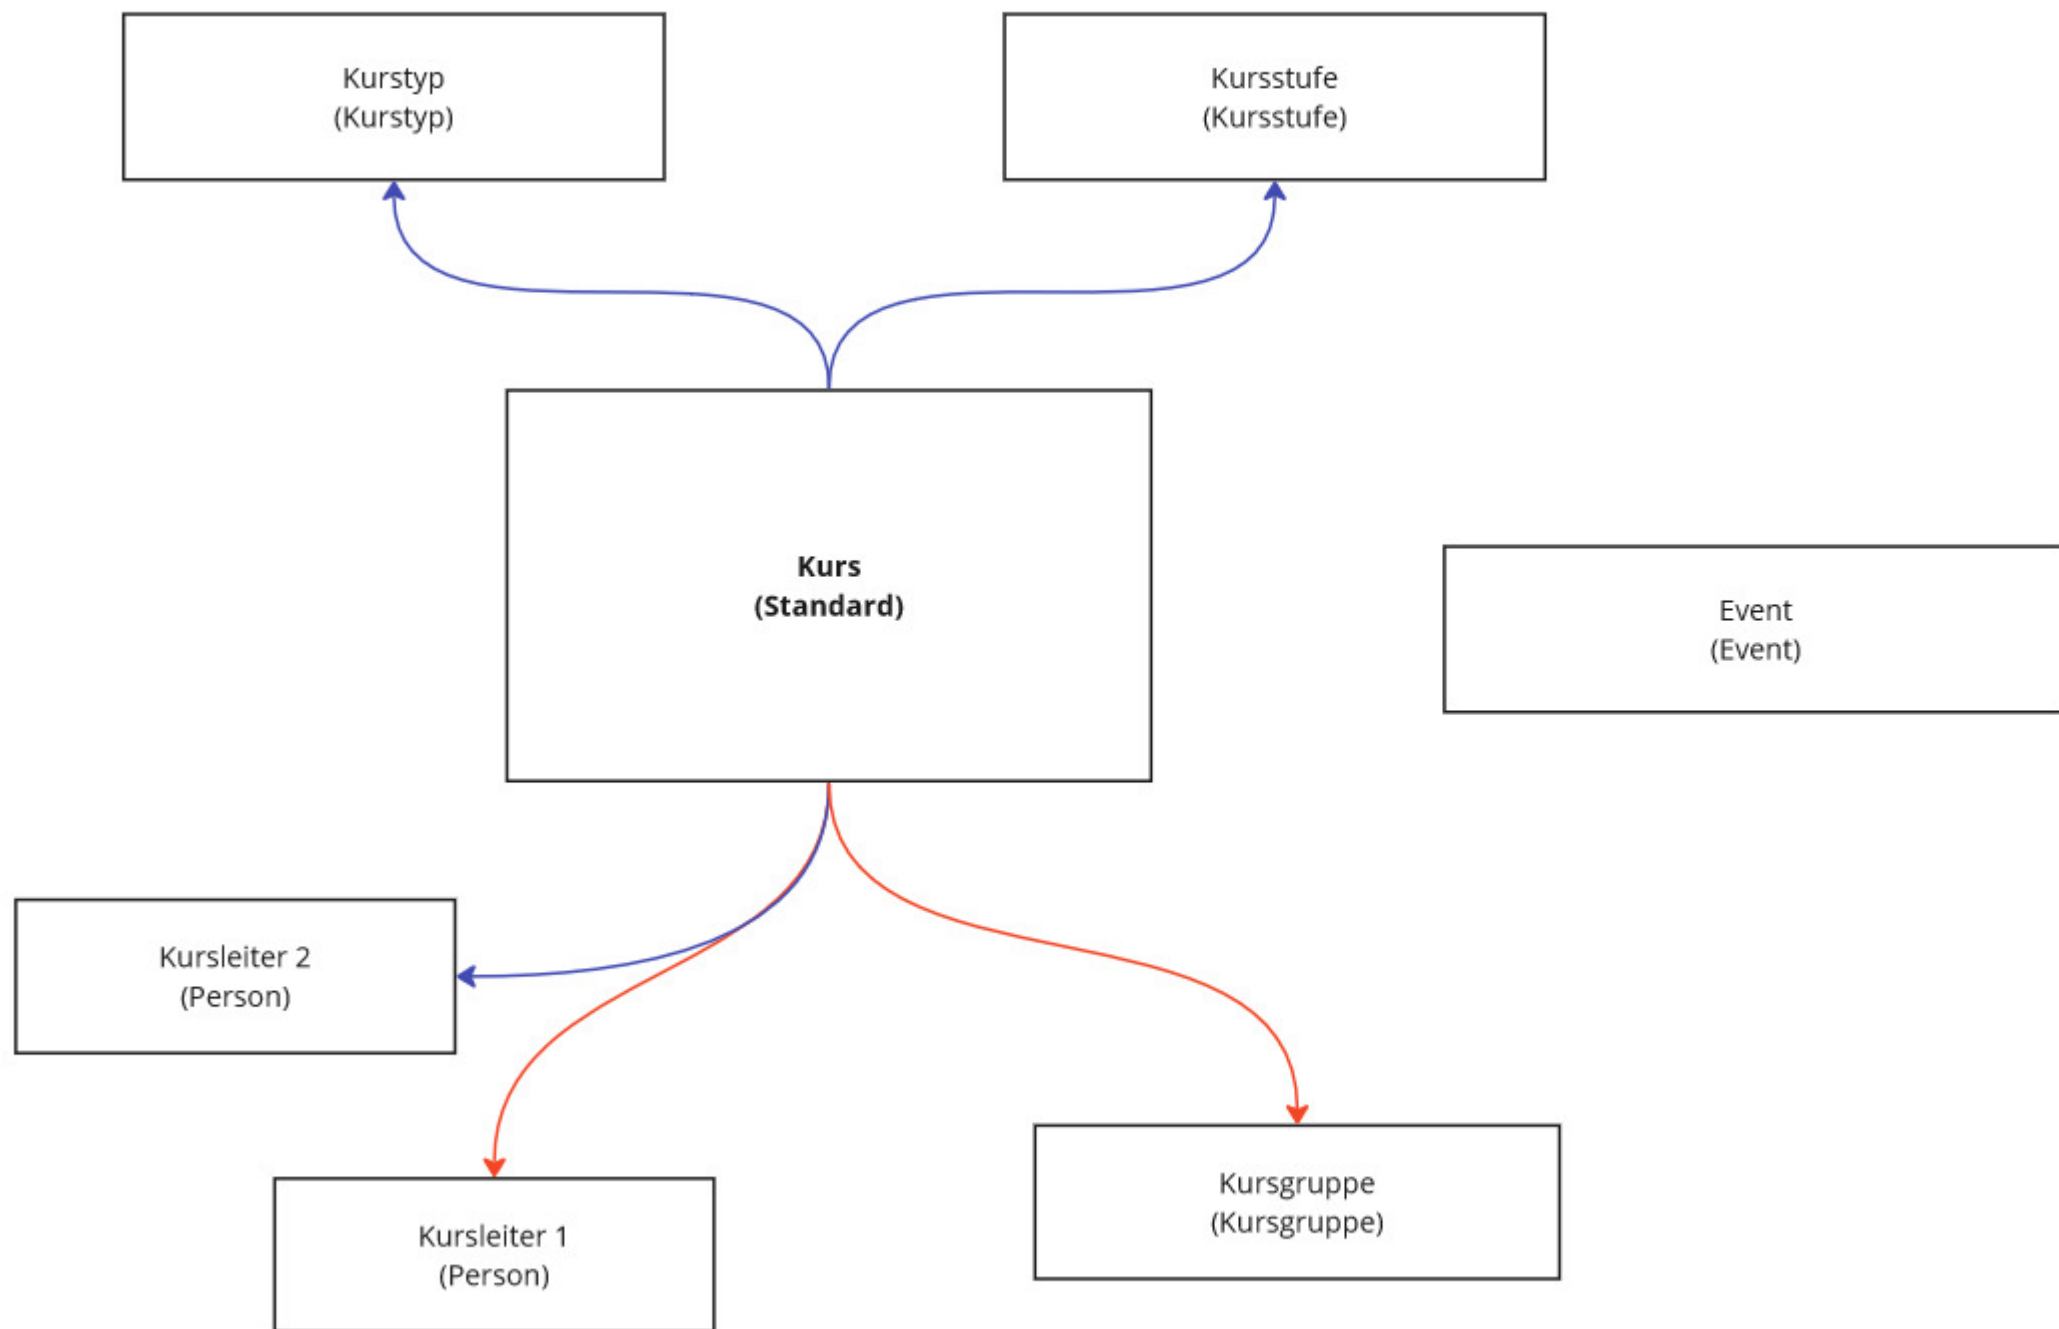 Kurstyp
(Kurstyp)
Kursstufe
(Kursstufe)
Kurs
(Standard)
Event
(Event)
Kursleiter 2
(Person)
Kursleiter 1
(Person)
Kursgruppe
(Kursgruppe)